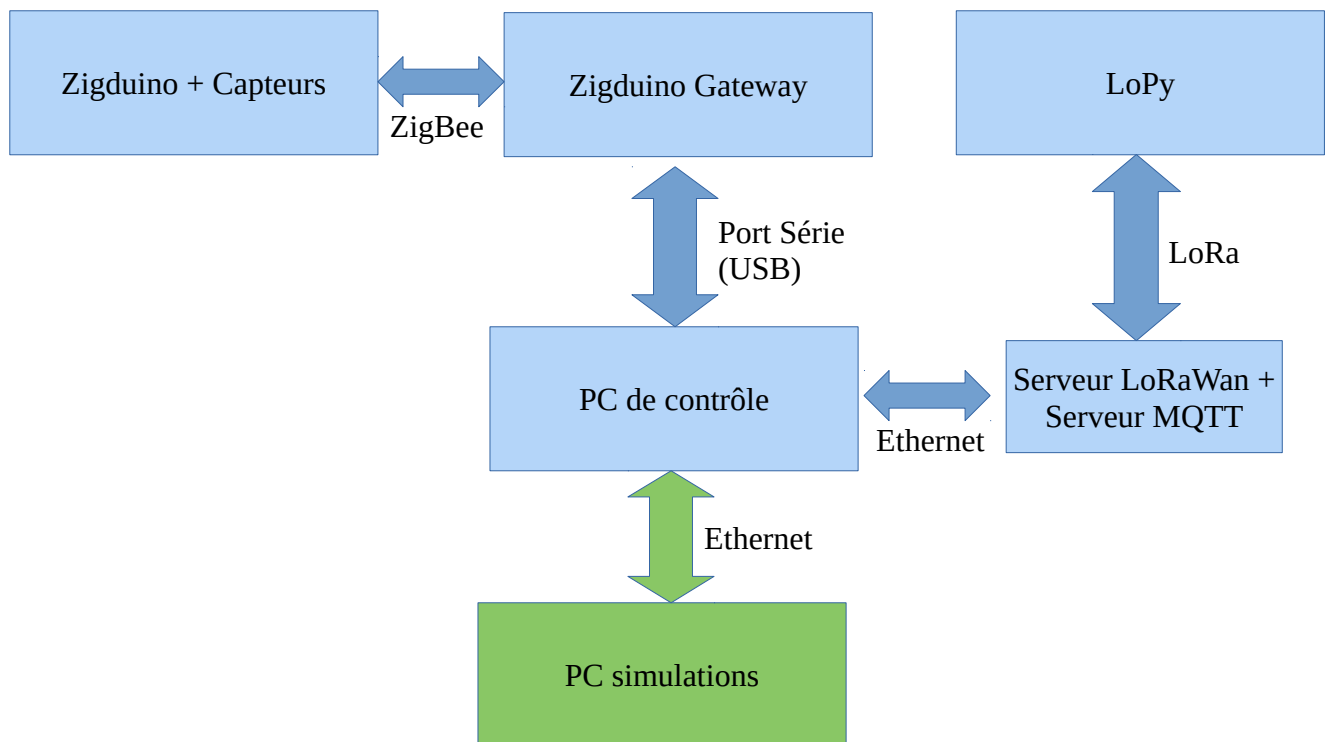 Zigduino + Capteurs
ZigBee
Zigduino Gateway
LoPy
Port Série
(USB)
LoRa
PC de contrôle
Ethernet
Serveur LoRaWan +
Serveur MQTT
Ethernet
PC simulations